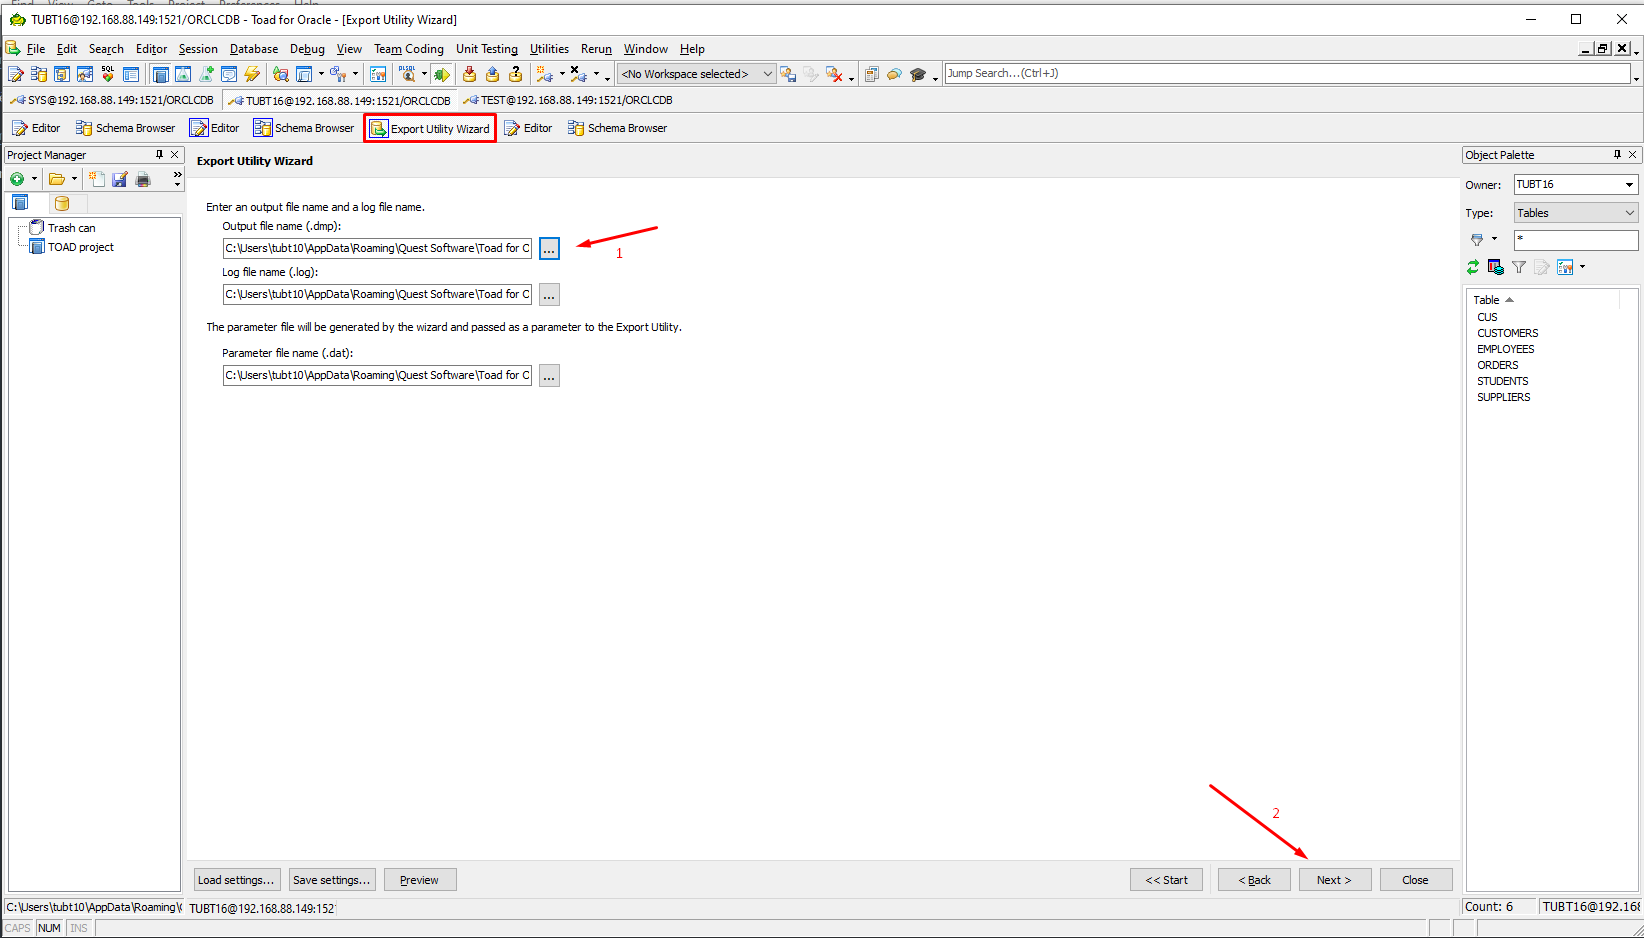 TUBT16@192.168.88.149:1521/ORCLCDB - Toad for Oracle - [Export Utility Wizard]
File Edit Search Editor Session Database Debug View Team Coding Unit Testing Utilities Rerun Window Help
<No Workspace selected> Jump Search...(Ctrl+J)
SYS@192.168.88.149:1521/ORCLCDB TUBT16@192.168.88.149:1521/ORCLCDB TEST@192.168.88.149:1521/ORCLCDB
Editor Schema Browser Editor Schema Browser Export Utility Wizard Editor Schema Browser
Project Manager
Trash can
TOAD project
Export Utility Wizard
Enter an output file name and a log file name.
Output file name (.dmp):
C:\Users\tubt10\AppData\Roaming\Quest Software\Toad for O ...
1
Log file name (.log):
C:\Users\tubt10\AppData\Roaming\Quest Software\Toad for O ...
The parameter file will be generated by the wizard and passed as a parameter to the Export Utility.
Parameter file name (.dat):
C:\Users\tubt10\AppData\Roaming\Quest Software\Toad for O ...
2
Load settings... Save settings... Preview << Start < Back Next > Close
Object Palette
Owner: TUBT16
Type: Tables
*
Table
CUS
CUSTOMERS
EMPLOYEES
ORDERS
STUDENTS
SUPPLIERS
C:\Users\tubt10\AppData\Roaming\ TUBT16@192.168.88.149:152 Count: 6 TUBT16@192.16
CAPS NUM INS